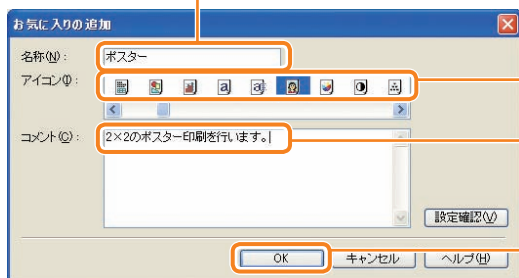 お気に入りの追加
名称(N):
ポスター
アイコン(I):
コメント(C):
2×2のポスター印刷を行います。
設定確認(V)
OK
キャンセル
ヘルプ(H)